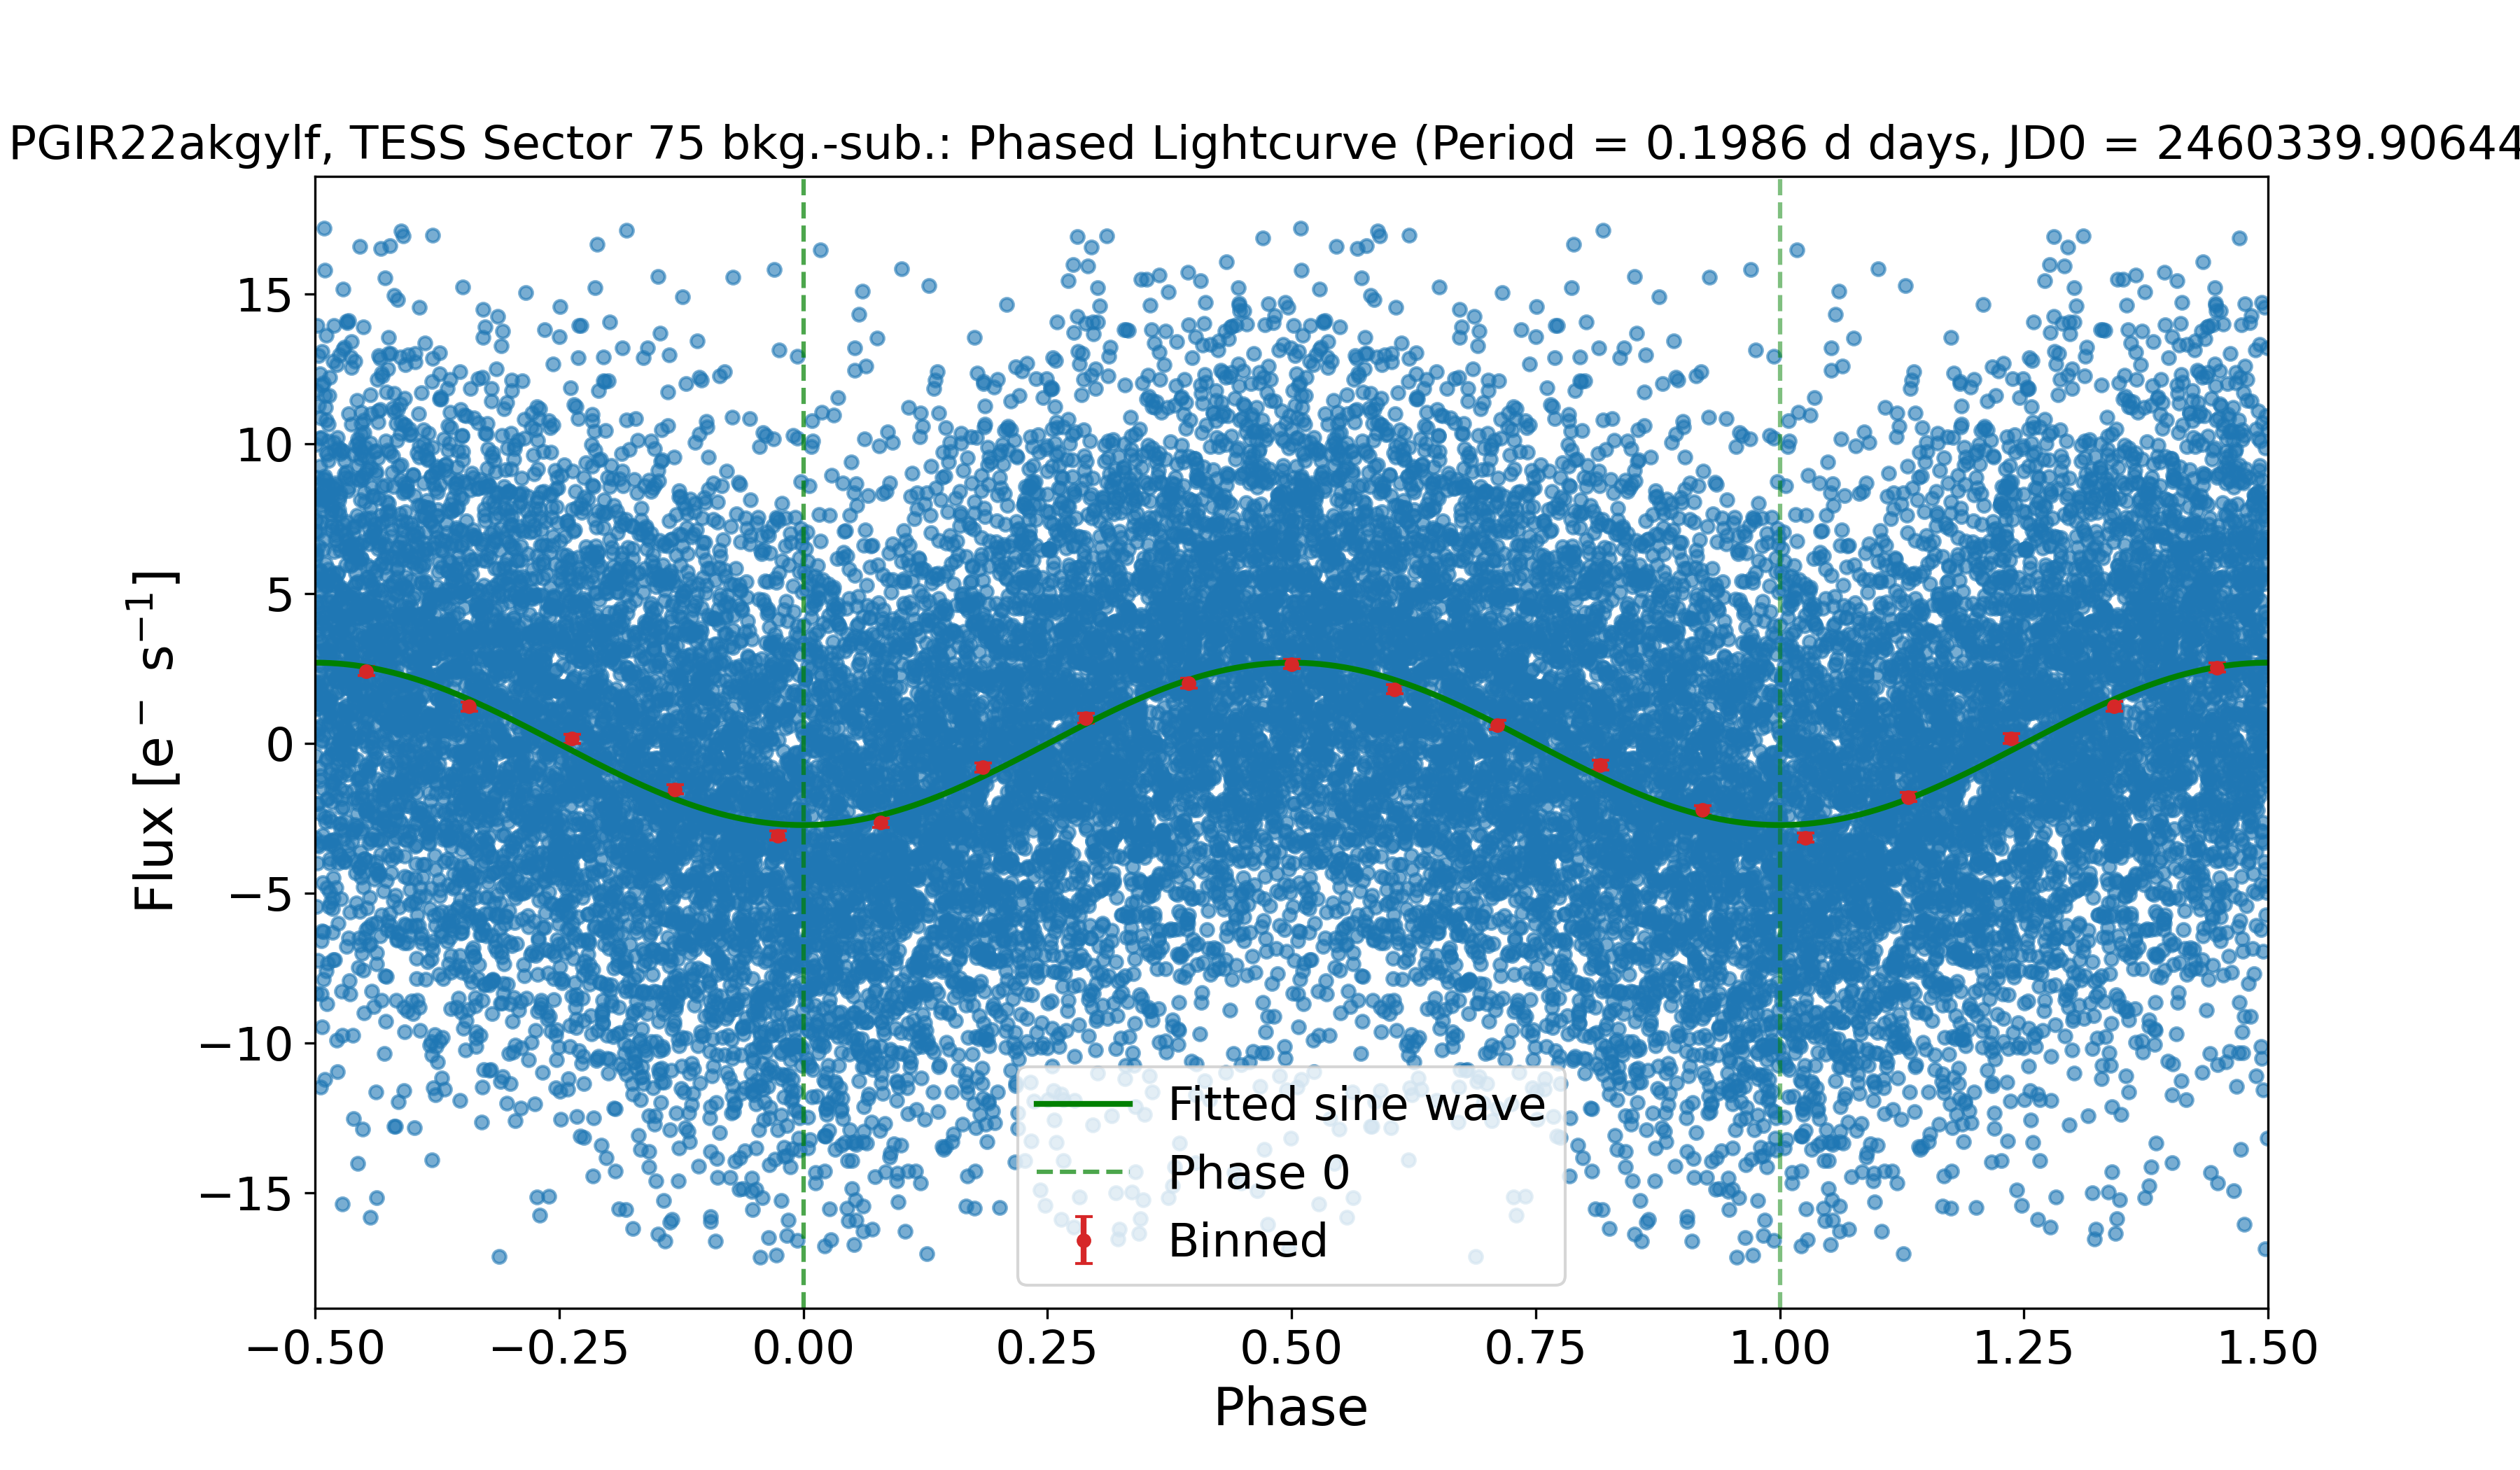 PGIR22akgylf, TESS Sector 75 bkg.-sub.: Phased Lightcurve (Period = 0.1986 d days, JD0 = 2460339.90644
Flux [e⁻ s⁻¹]
15
10
5
0
−5
−10
−15
Fitted sine wave
Phase 0
Binned
−0.50 −0.25 0.00 0.25 0.50 0.75 1.00 1.25 1.50
Phase